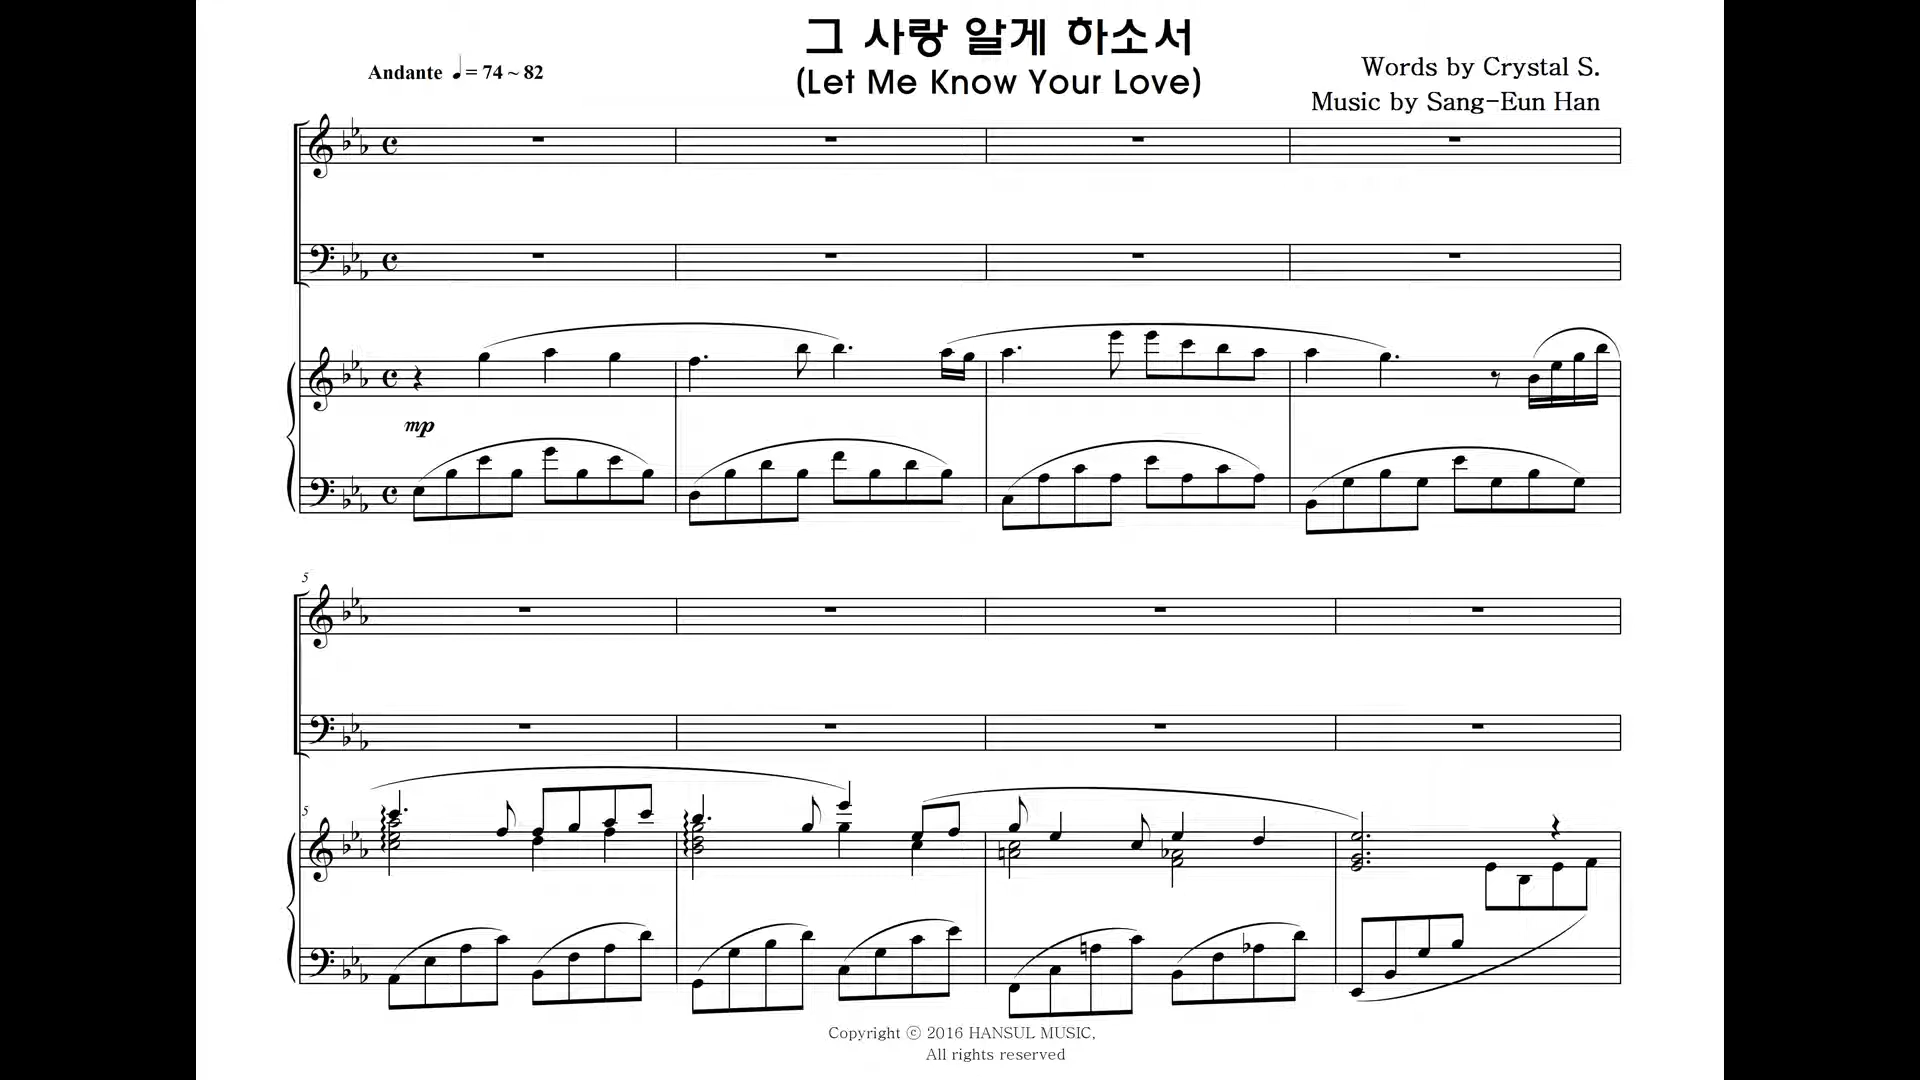 그 사랑 알게 하소서
(Let Me Know Your Love)
Andante ♩= 74 ~ 82
Words by Crystal S.
Music by Sang-Eun Han
mp
5
5
Copyright ⓒ 2016 HANSUL MUSIC,
All rights reserved